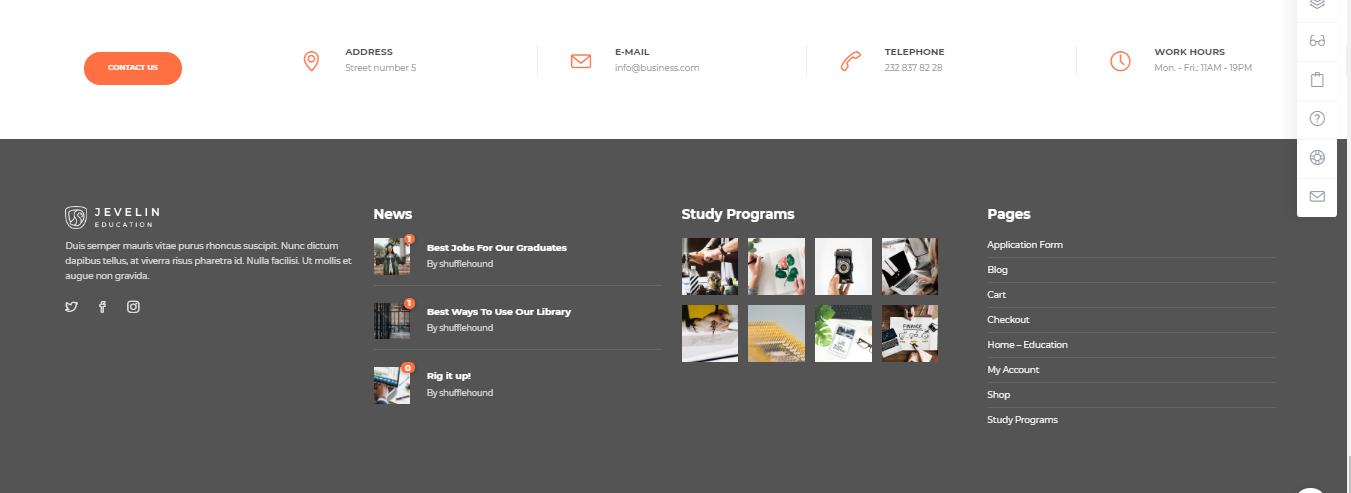 CONTACT US
ADDRESS
Street number 5
E-MAIL
info@business.com
TELEPHONE
232 837 82 28
WORK HOURS
Mon. - Fri.: 11AM - 19PM
JEVELIN
EDUCATION
Duis semper mauris vitae purus rhoncus suscipit. Nunc dictum
dapibus tellus, at viverra risus pharetra id. Nulla facilisi. Ut mollis et
augue non gravida.
News
1
Best Jobs For Our Graduates
By shufflehound
1
Best Ways To Use Our Library
By shufflehound
0
Rig it up!
By shufflehound
Study Programs
FINANCE
Pages
Application Form
Blog
Cart
Checkout
Home – Education
My Account
Shop
Study Programs